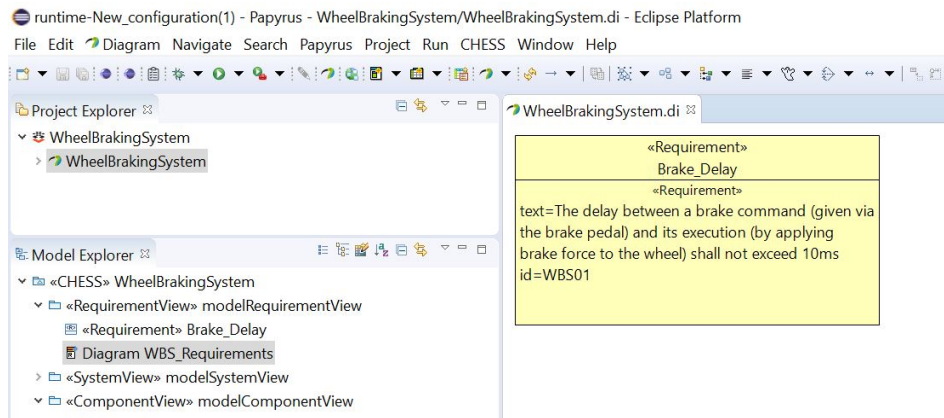 runtime-New_configuration(1) - Papyrus - WheelBrakingSystem/WheelBrakingSystem.di - Eclipse Platform
File Edit Diagram Navigate Search Papyrus Project Run CHESS Window Help
Project Explorer
WheelBrakingSystem
WheelBrakingSystem
Model Explorer
«CHESS» WheelBrakingSystem
«RequirementView» modelRequirementView
«Requirement» Brake_Delay
Diagram WBS_Requirements
«SystemView» modelSystemView
«ComponentView» modelComponentView
WheelBrakingSystem.di
«Requirement»
Brake_Delay
«Requirement»
text=The delay between a brake command (given via
the brake pedal) and its execution (by applying
brake force to the wheel) shall not exceed 10ms
id=WBS01